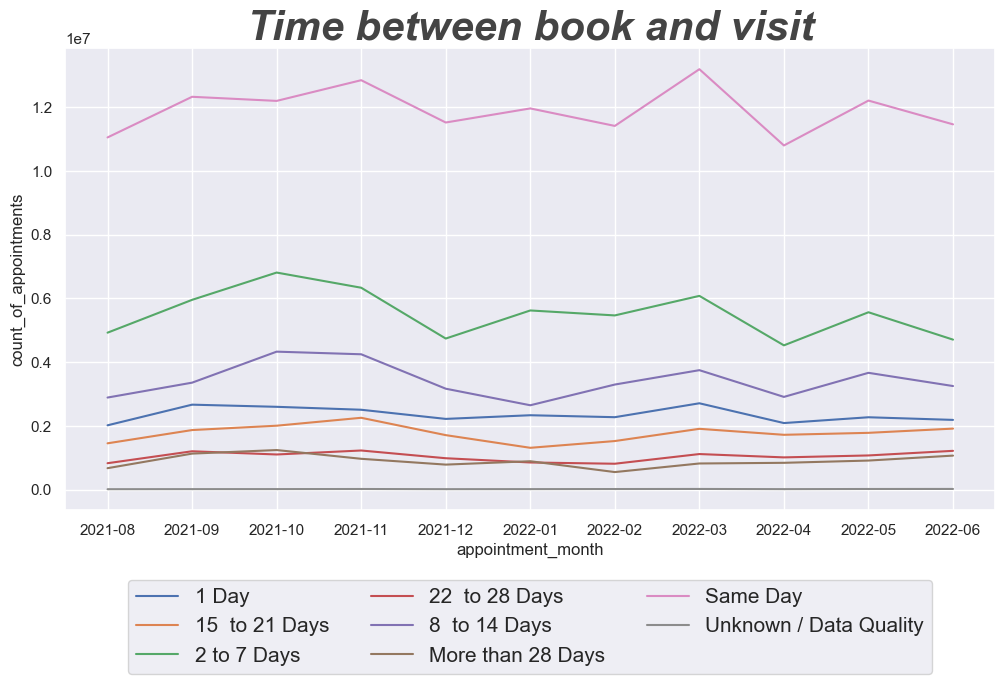 Time between book and visit
1e7
1.2
1.0
0.8
0.6
0.4
0.2
0.0
count_of_appointments
2021-08 2021-09 2021-10 2021-11 2021-12 2022-01 2022-02 2022-03 2022-04 2022-05 2022-06
appointment_month
1 Day
15  to 21 Days
2 to 7 Days
22  to 28 Days
8  to 14 Days
More than 28 Days
Same Day
Unknown / Data Quality